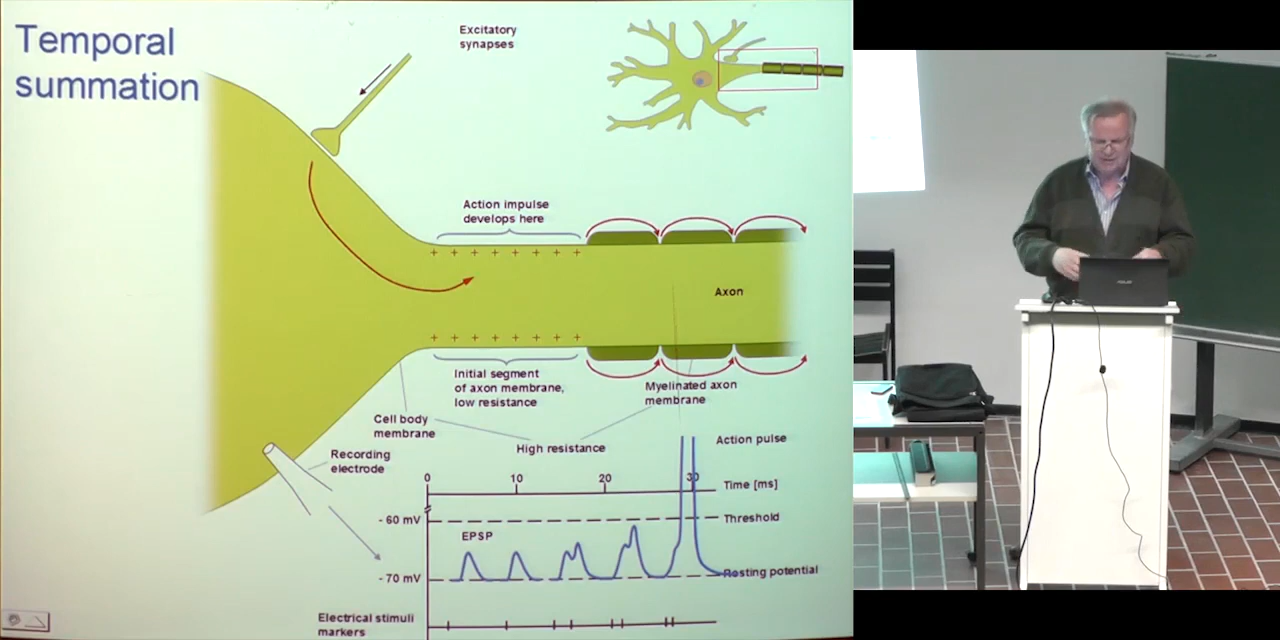 Temporal
summation
Excitatory
synapses
Action impulse
develops here
Axon
Initial segment
of axon membrane,
low resistance
Myelinated axon
membrane
Cell body
membrane
High resistance
Recording
electrode
Action pulse
0
10
20
30
Time [ms]
- 60 mV
Threshold
EPSP
- 70 mV
Resting potential
Electrical stimuli
markers
ASUS